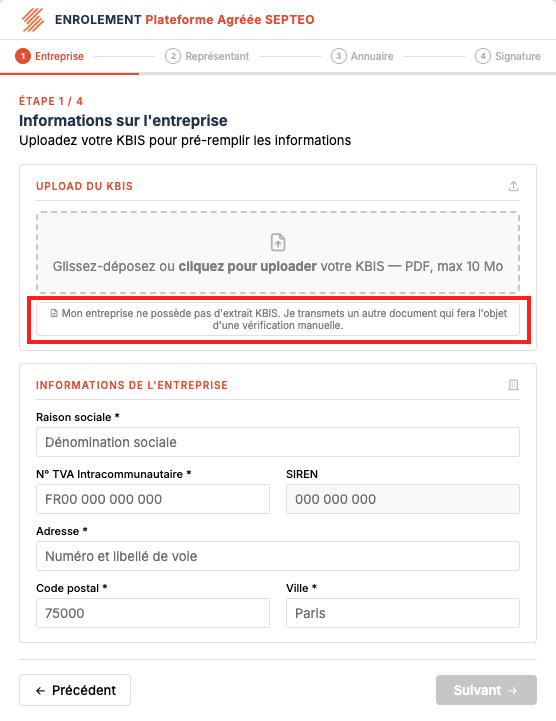 ENROLEMENT Plateforme Agréée SEPTEO
1 Entreprise 2 Représentant 3 Annuaire 4 Signature
ÉTAPE 1 / 4
Informations sur l'entreprise
Uploadez votre KBIS pour pré-remplir les informations
UPLOAD DU KBIS
Glissez-déposez ou cliquez pour uploader votre KBIS — PDF, max 10 Mo
Mon entreprise ne possède pas d'extrait KBIS. Je transmets un autre document qui fera l'objet
d'une vérification manuelle.
INFORMATIONS DE L'ENTREPRISE
Raison sociale *
Dénomination sociale
N° TVA Intracommunautaire * SIREN
FR00 000 000 000 000 000 000
Adresse *
Numéro et libellé de voie
Code postal * Ville *
75000 Paris
← Précédent Suivant →